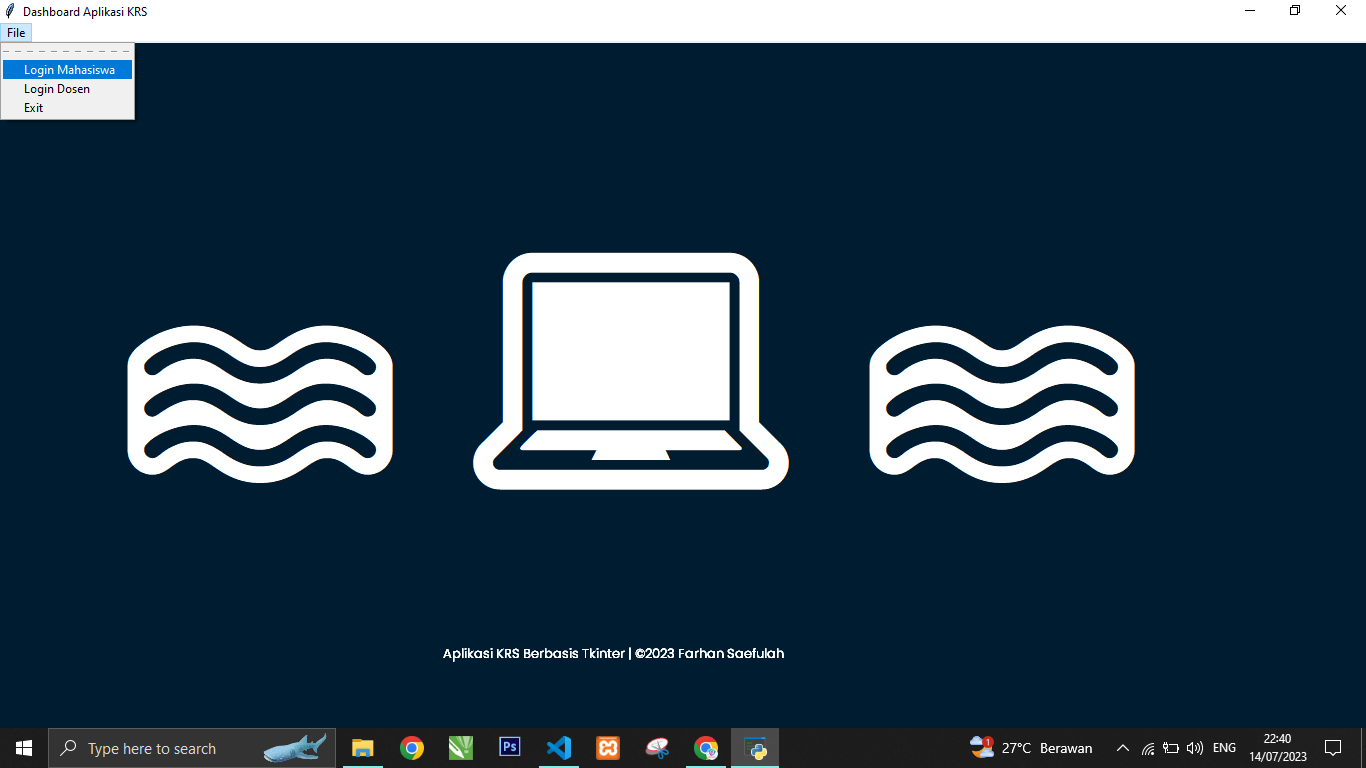 Dashboard Aplikasi KRS
File
Login Mahasiswa
Login Dosen
Exit
Aplikasi KRS Berbasis Tkinter | ©2023 Farhan Saefulah
Type here to search
Ps
1
27°C Berawan
ENG
22:40
14/07/2023